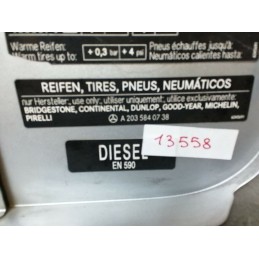 Warme Reifen:
Warm tires up to:
+ 0,3 bar + 4 psi
Pneus échauffés jusqu'à:
Neumáticos calientes hasta:
REIFEN, TIRES, PNEUS, NEUMÁTICOS
nur Hersteller; use only; utiliser uniquement; utilice exclusivamente:
BRIDGESTONE, CONTINENTAL, DUNLOP, GOOD-YEAR, MICHELIN,
PIRELLI
A 203 584 07 38
13558
DIESEL
EN 590